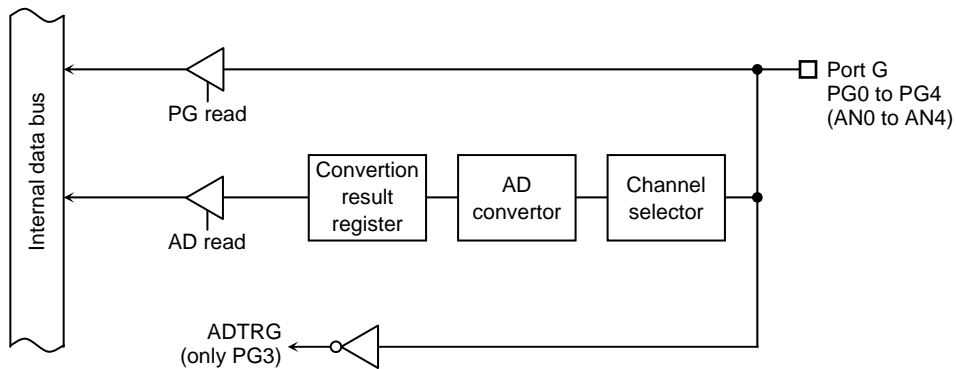 Internal data bus
PG read
Port G
PG0 to PG4
(AN0 to AN4)
AD read
Convertion
result
register
AD
convertor
Channel
selector
ADTRG
(only PG3)